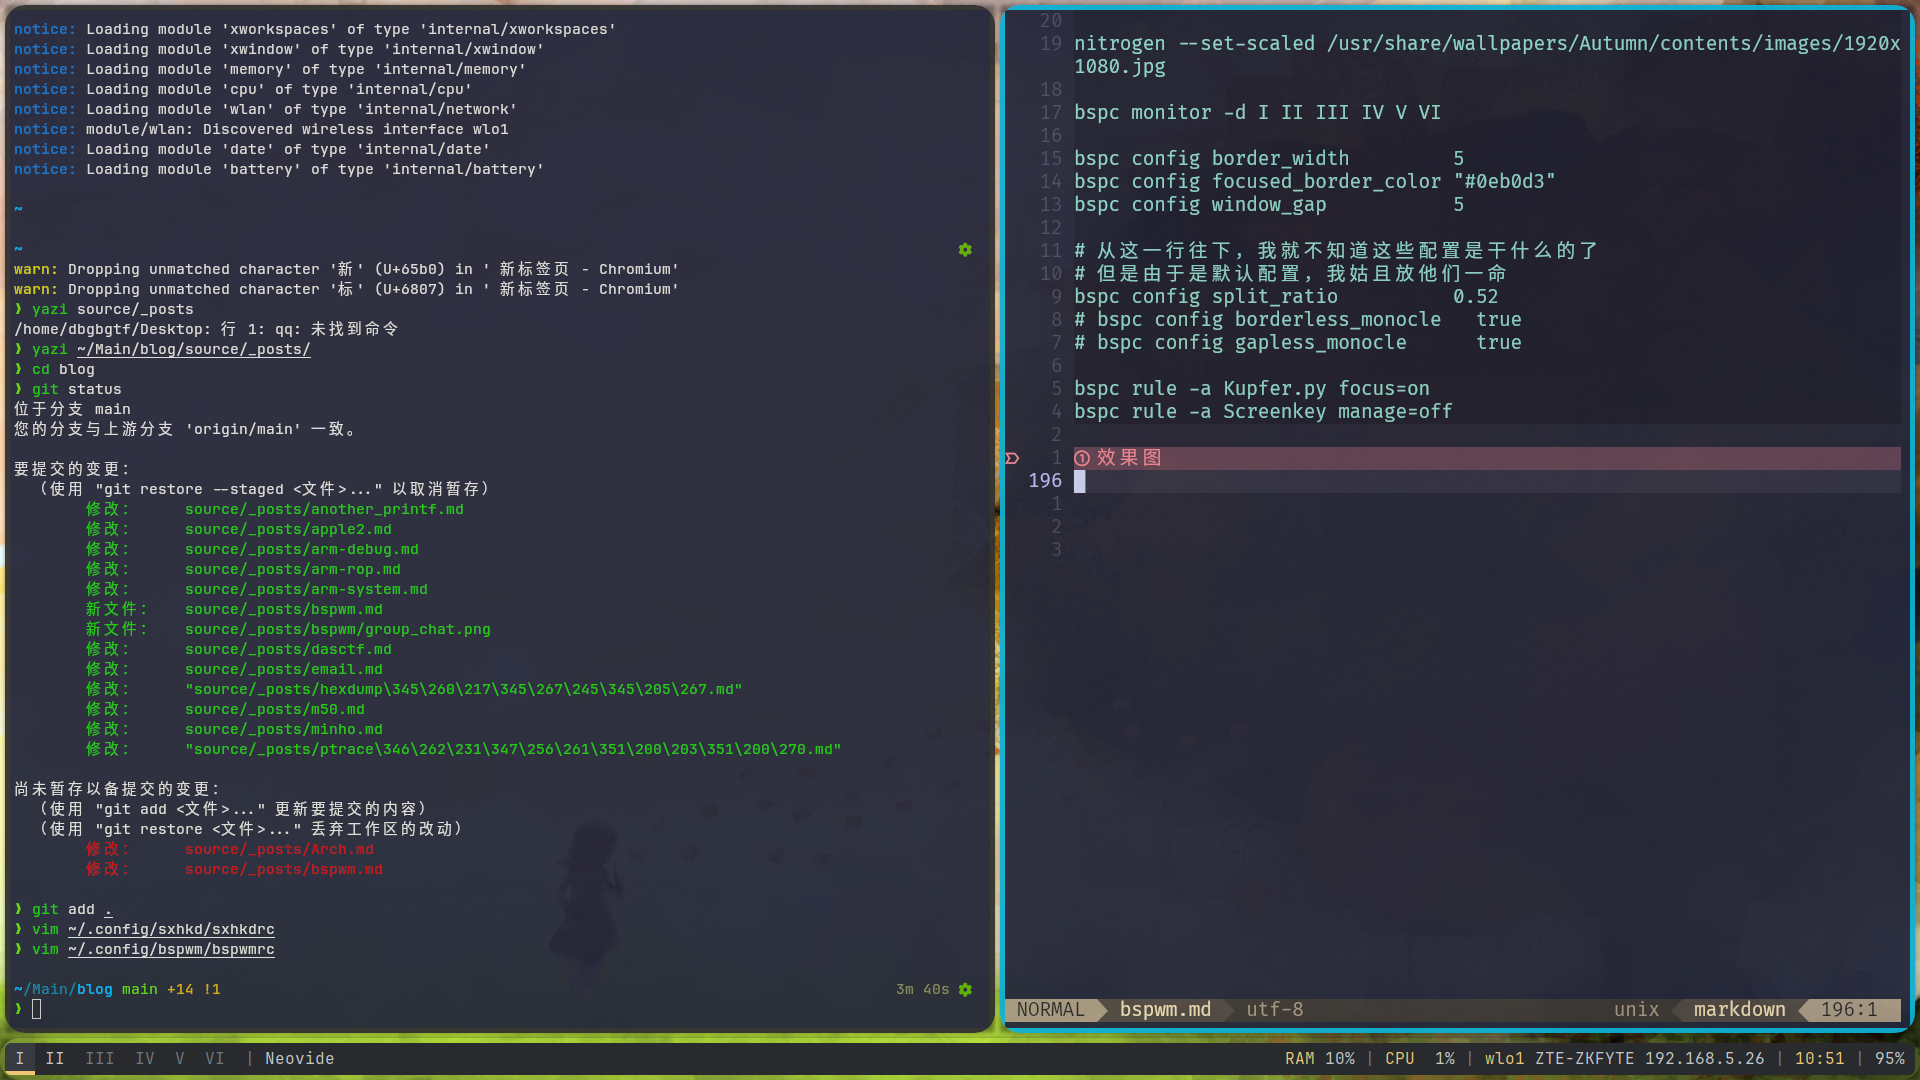 notice: Loading module 'xworkspaces' of type 'internal/xworkspaces'
notice: Loading module 'xwindow' of type 'internal/xwindow'
notice: Loading module 'memory' of type 'internal/memory'
notice: Loading module 'cpu' of type 'internal/cpu'
notice: Loading module 'wlan' of type 'internal/network'
notice: module/wlan: Discovered wireless interface wlo1
notice: Loading module 'date' of type 'internal/date'
notice: Loading module 'battery' of type 'internal/battery'
~
~
warn: Dropping unmatched character '新' (U+65b0) in ' 新标签页 - Chromium'
warn: Dropping unmatched character '标' (U+6807) in ' 新标签页 - Chromium'
❯ yazi source/_posts
/home/dbgbgtf/Desktop: 行 1: qq: 未找到命令
❯ yazi ~/Main/blog/source/_posts/
❯ cd blog
❯ git status
位于分支 main
您的分支与上游分支 'origin/main' 一致。
要提交的变更：
（使用 "git restore --staged <文件>..." 以取消暂存）
修改：     source/_posts/another_printf.md
修改：     source/_posts/apple2.md
修改：     source/_posts/arm-debug.md
修改：     source/_posts/arm-rop.md
修改：     source/_posts/arm-system.md
新文件：   source/_posts/bspwm.md
新文件：   source/_posts/bspwm/group_chat.png
修改：     source/_posts/dasctf.md
修改：     source/_posts/email.md
修改：     "source/_posts/hexdump\345\260\217\345\267\245\345\205\267.md"
修改：     source/_posts/m50.md
修改：     source/_posts/minho.md
修改：     "source/_posts/ptrace\346\262\231\347\256\261\351\200\203\351\200\270.md"
尚未暂存以备提交的变更：
（使用 "git add <文件>..." 更新要提交的内容）
（使用 "git restore <文件>..." 丢弃工作区的改动）
修改：     source/_posts/Arch.md
修改：     source/_posts/bspwm.md
❯ git add .
❯ vim ~/.config/sxhkd/sxhkdrc
❯ vim ~/.config/bspwm/bspwmrc
~/Main/blog main +14 !1 3m 40s
❯
20
19 nitrogen --set-scaled /usr/share/wallpapers/Autumn/contents/images/1920x
1080.jpg
18
17 bspc monitor -d I II III IV V VI
16
15 bspc config border_width         5
14 bspc config focused_border_color "#0eb0d3"
13 bspc config window_gap           5
12
11 # 从这一行往下，我就不知道这些配置是干什么的了
10 # 但是由于是默认配置，我姑且放他们一命
9 bspc config split_ratio          0.52
8 # bspc config borderless_monocle   true
7 # bspc config gapless_monocle      true
6
5 bspc rule -a Kupfer.py focus=on
4 bspc rule -a Screenkey manage=off
2
1 ① 效果图
196
1
2
3
NORMAL bspwm.md utf-8 unix markdown 196:1
I II III IV V VI | Neovide RAM 10% | CPU 1% | wlo1 ZTE-ZKFYTE 192.168.5.26 | 10:51 | 95%